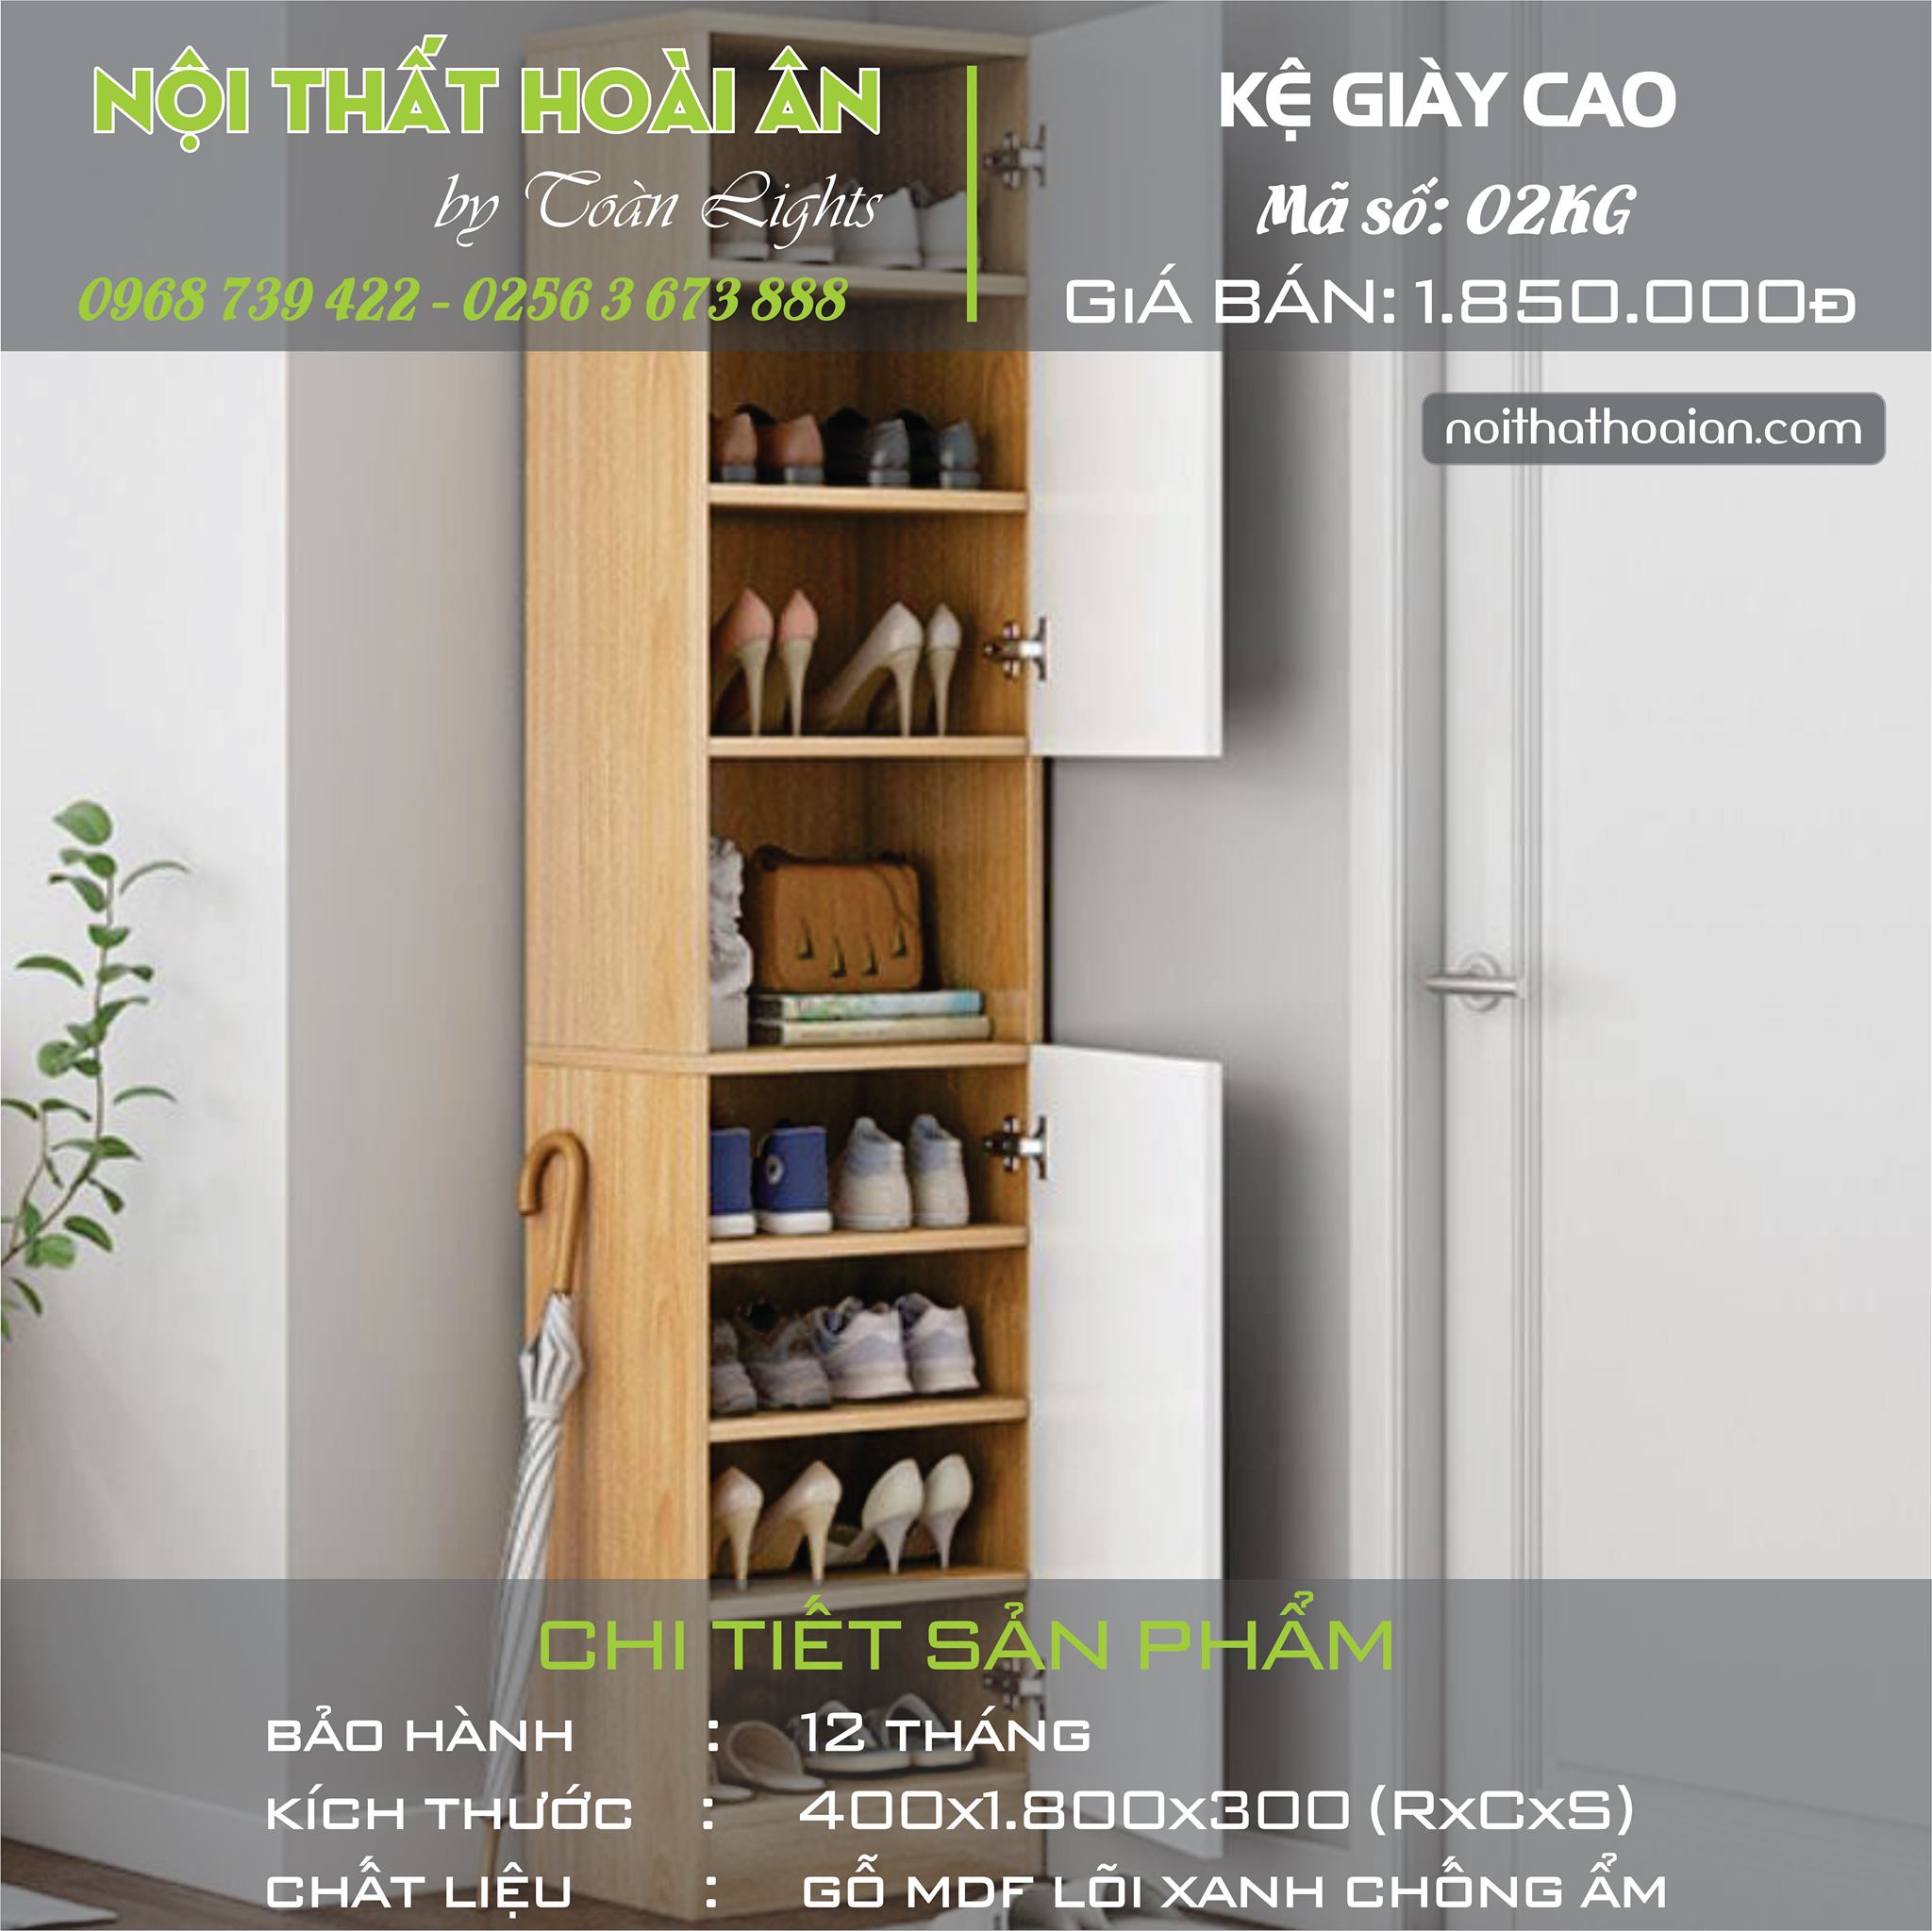 NỘI THẤT HOÀI ÂN
by Toàn Lights
0968 739 422 - 0256 3 673 888
KỆ GIÀY CAO
Mã số: 02KG
GIÁ BÁN: 1.850.000Đ
noithathoaian.com
CHI TIẾT SẢN PHẨM
BẢO HÀNH : 12 THÁNG
KÍCH THƯỚC : 400x1.800x300 (RxCxS)
CHẤT LIỆU : GỖ MDF LÕI XANH CHỐNG ẨM